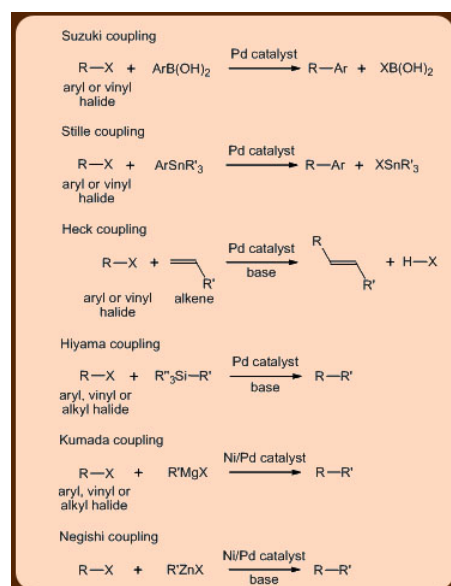 Suzuki coupling
R—X + ArB(OH)2 Pd catalyst R—Ar + XB(OH)2
aryl or vinyl
halide
Stille coupling
R—X + ArSnR'3 Pd catalyst R—Ar + XSnR'3
aryl or vinyl
halide
Heck coupling
R—X + R' Pd catalyst base R R' + H—X
aryl or vinyl alkene
halide
Hiyama coupling
R—X + R"3Si—R' Pd catalyst base R—R'
aryl, vinyl or
alkyl halide
Kumada coupling
R—X + R'MgX Ni/Pd catalyst R—R'
aryl, vinyl or
alkyl halide
Negishi coupling
R—X + R'ZnX Ni/Pd catalyst base R—R'